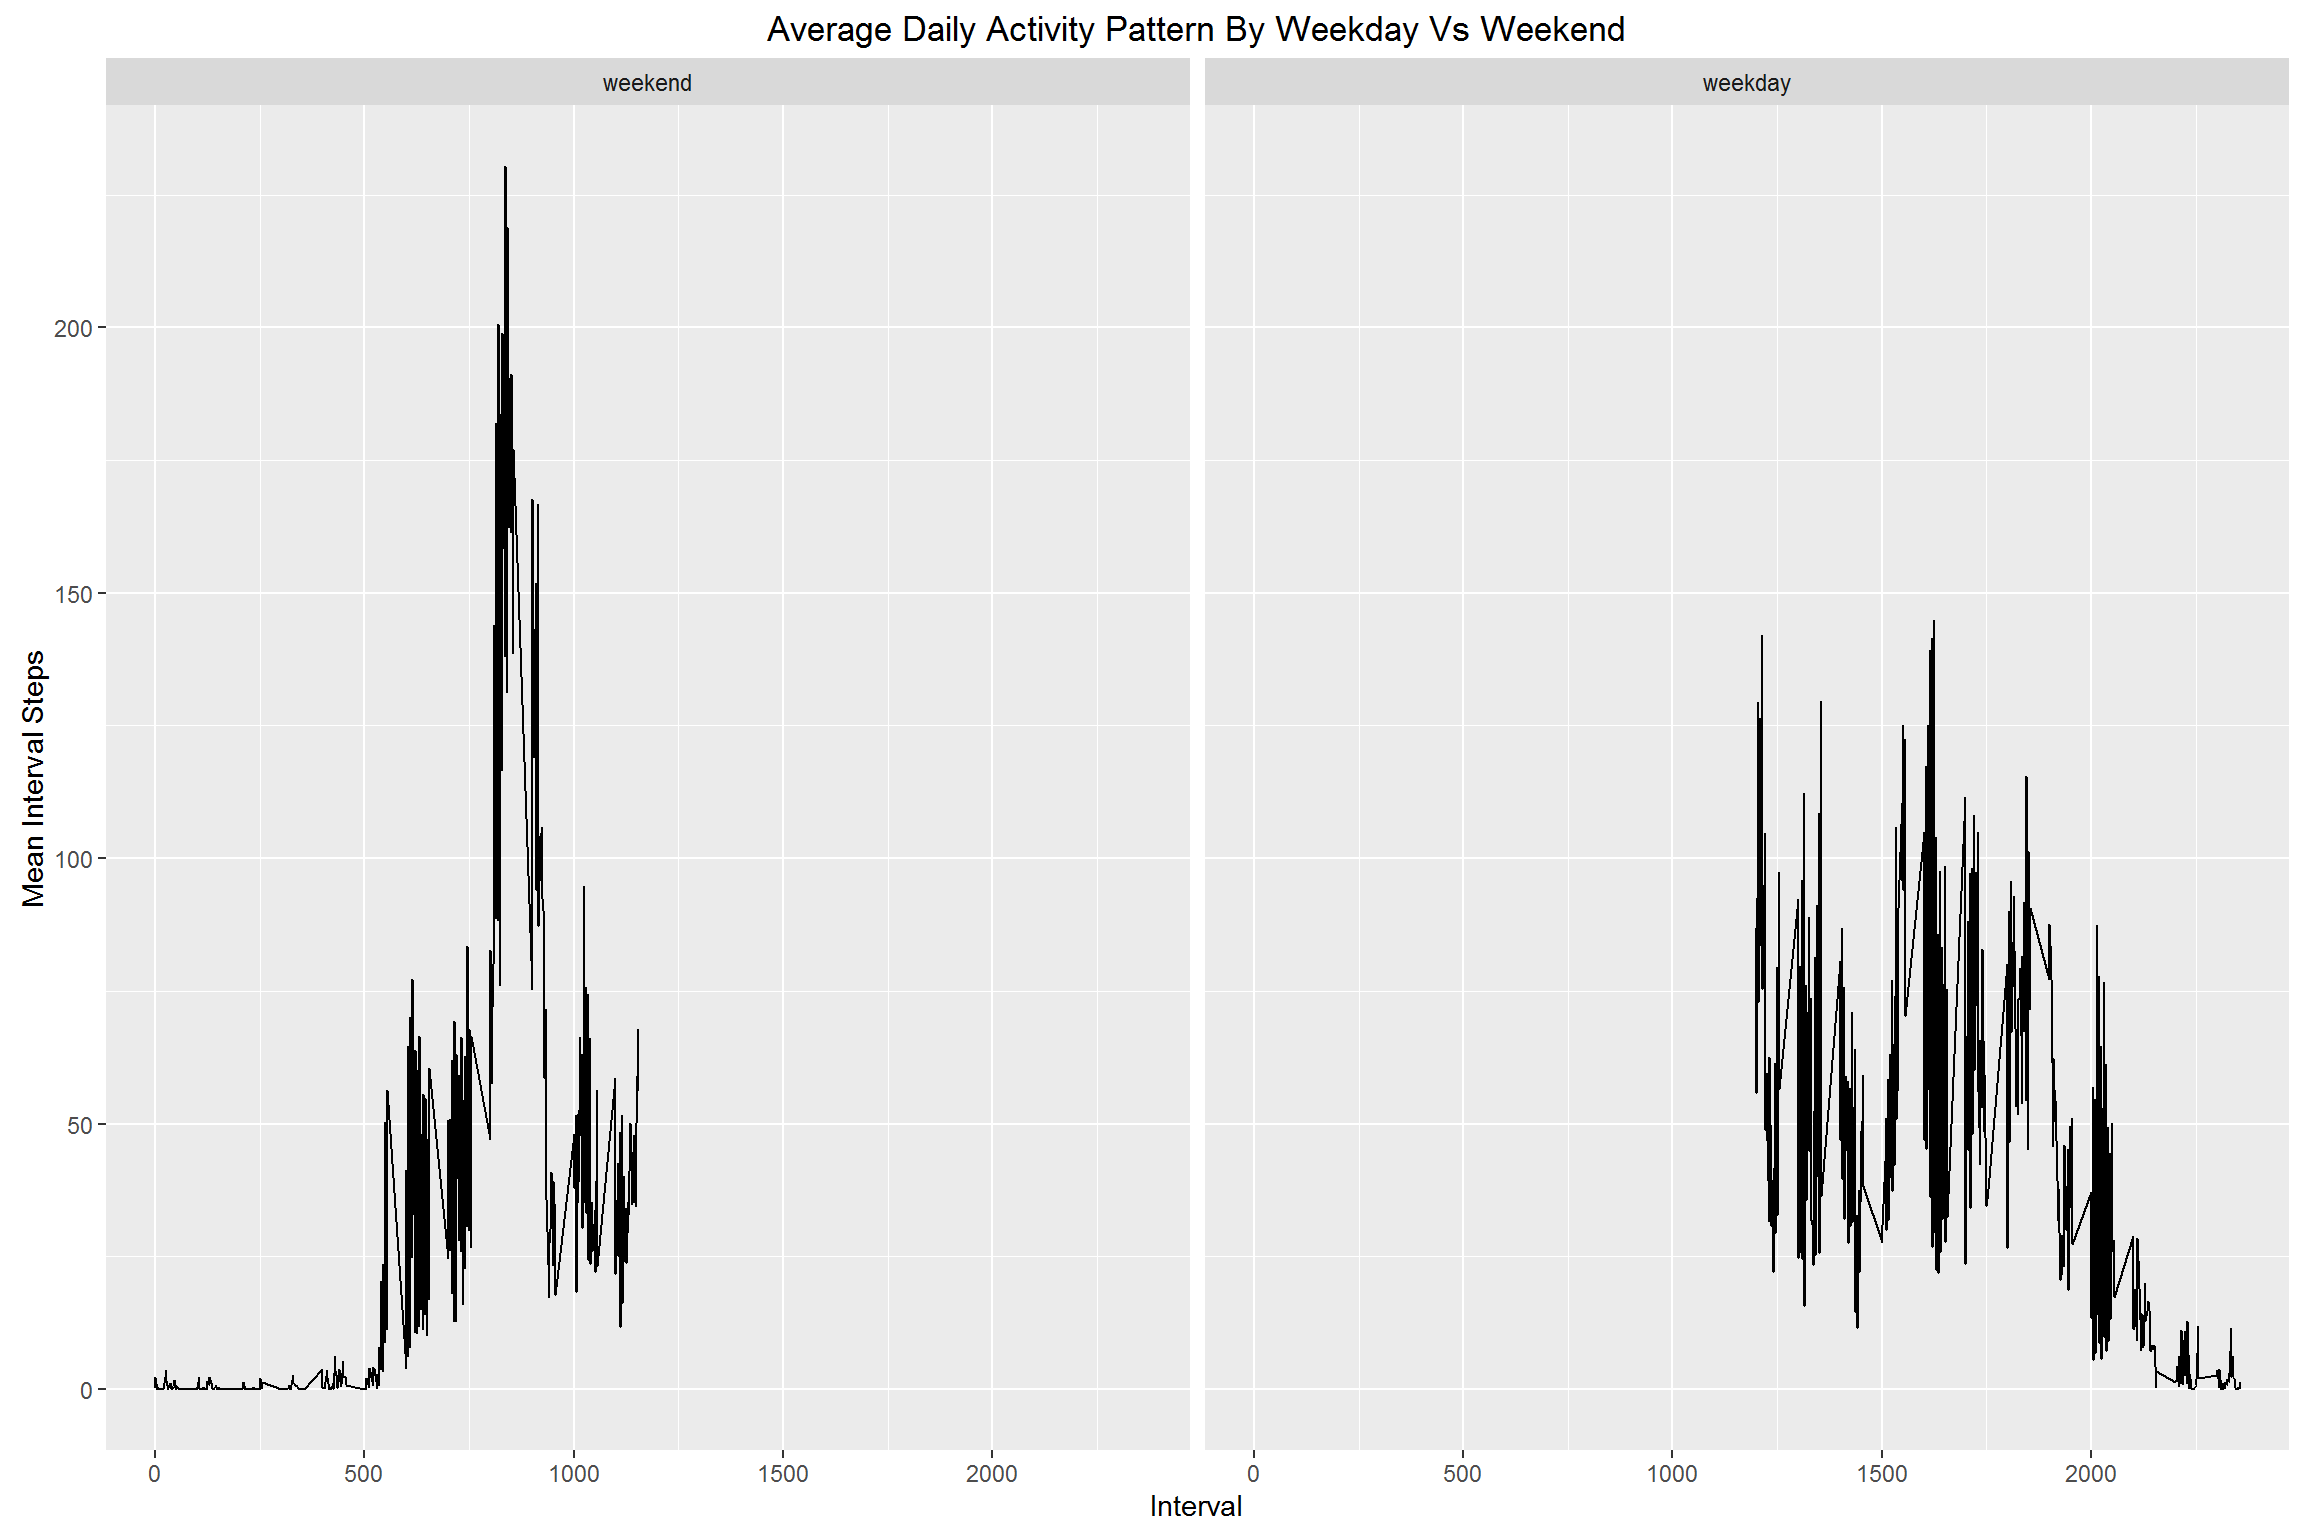 Average Daily Activity Pattern By Weekday Vs Weekend
weekend
weekday
Mean Interval Steps
200
150
100
50
0
0 500 1000 1500 2000
0 500 1000 1500 2000
Interval